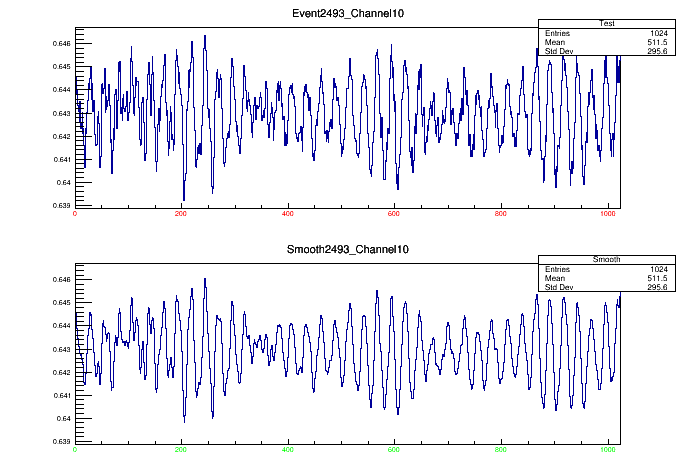 Event2493_Channel10
Test
Entries 1024
Mean 511.5
Std Dev 295.6
0.646
0.645
0.644
0.643
0.642
0.641
0.64
0.639
0 200 400 600 800 1000
Smooth2493_Channel10
Smooth
Entries 1024
Mean 511.5
Std Dev 295.6
0.646
0.645
0.644
0.643
0.642
0.641
0.64
0.639
0 200 400 600 800 1000